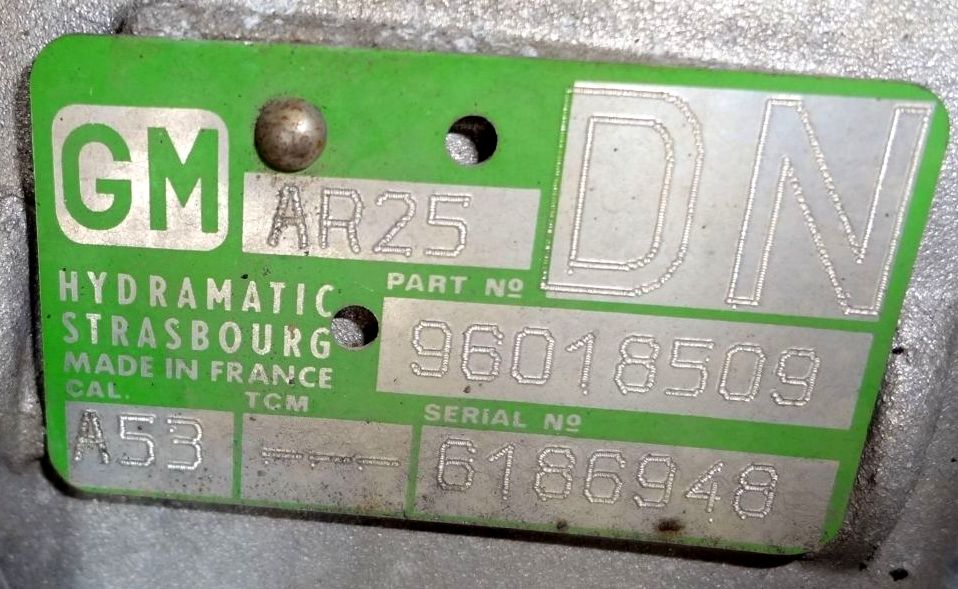 GM
AR25
DN
PART Nº
HYDRAMATIC
STRASBOURG
MADE IN FRANCE
96018509
CAL.
TCM
SERIAL Nº
A53
---
6186948